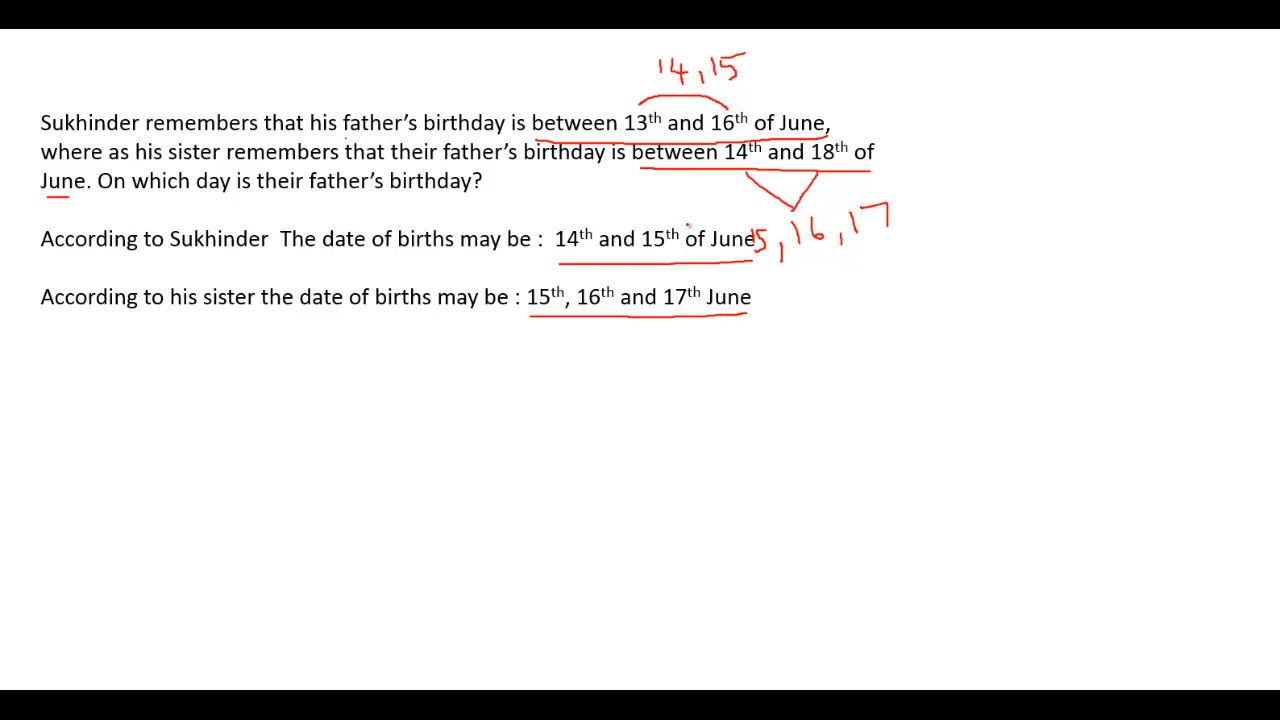 14,15
Sukhinder remembers that his father's birthday is between 13th and 16th of June,
where as his sister remembers that their father's birthday is between 14th and 18th of
June. On which day is their father's birthday?
According to Sukhinder The date of births may be : 14th and 15th of June
15, 16, 17
According to his sister the date of births may be : 15th, 16th and 17th June